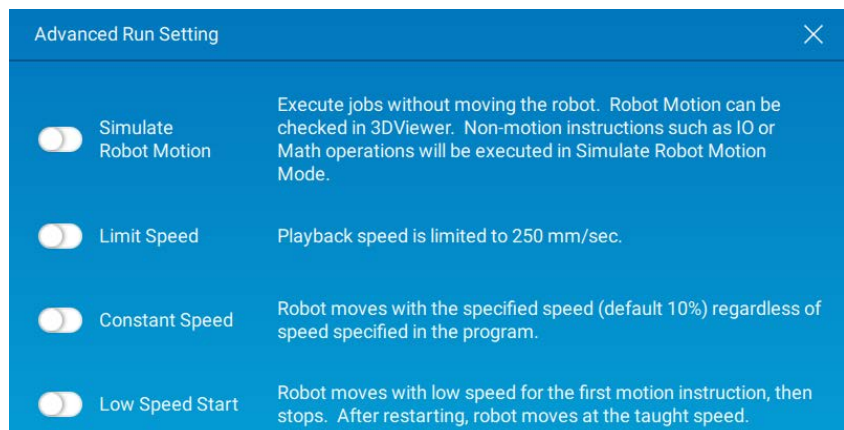 Advanced Run Setting
Simulate
Robot Motion
Execute jobs without moving the robot. Robot Motion can be
checked in 3DViewer. Non-motion instructions such as IO or
Math operations will be executed in Simulate Robot Motion
Mode.
Limit Speed
Playback speed is limited to 250 mm/sec.
Constant Speed
Robot moves with the specified speed (default 10%) regardless of
speed specified in the program.
Low Speed Start
Robot moves with low speed for the first motion instruction, then
stops. After restarting, robot moves at the taught speed.